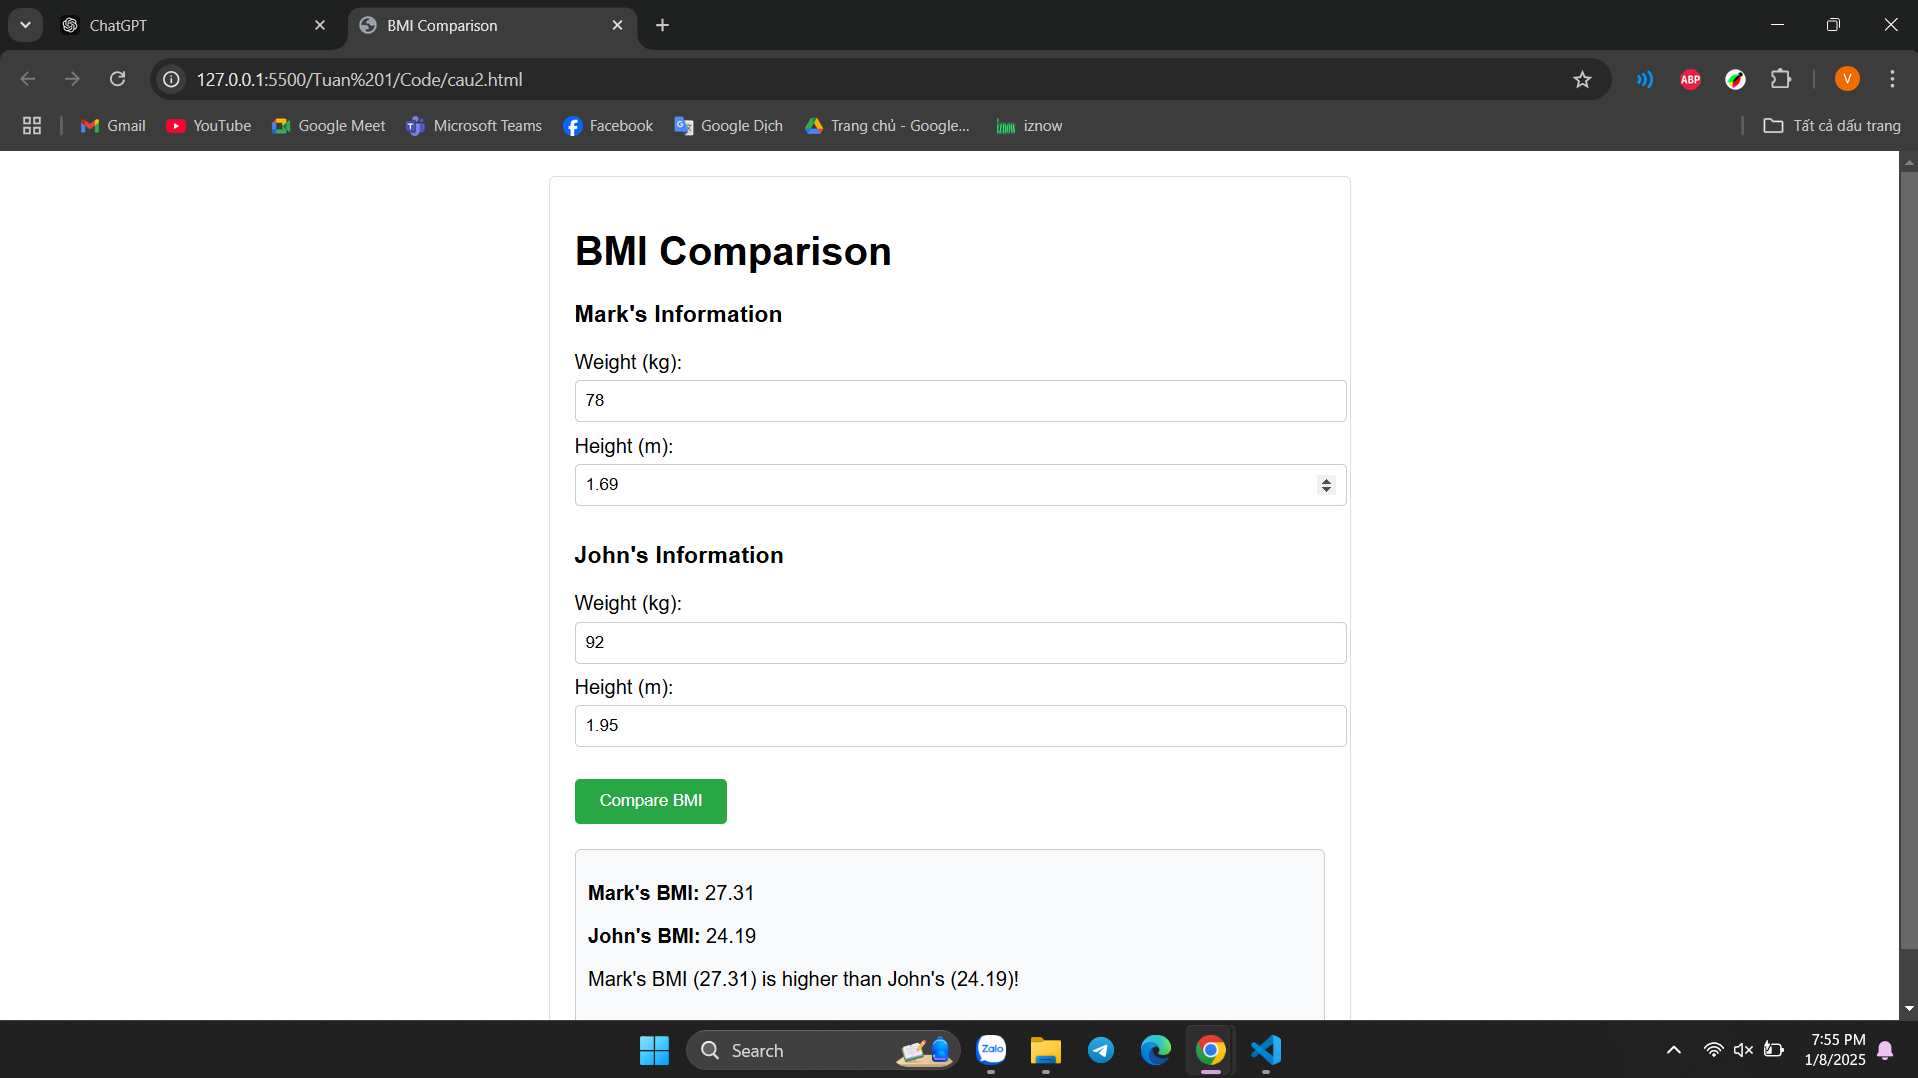 ChatGPT
BMI Comparison
127.0.0.1:5500/Tuan%201/Code/cau2.html
ABP
V
Gmail
YouTube
Google Meet
Microsoft Teams
Facebook
Google Dịch
Trang chủ - Google...
iznow
Tất cả dấu trang
BMI Comparison
Mark's Information
Weight (kg):
78
Height (m):
1.69
John's Information
Weight (kg):
92
Height (m):
1.95
Compare BMI
Mark's BMI: 27.31
John's BMI: 24.19
Mark's BMI (27.31) is higher than John's (24.19)!
Search
Zalo
7:55 PM
1/8/2025